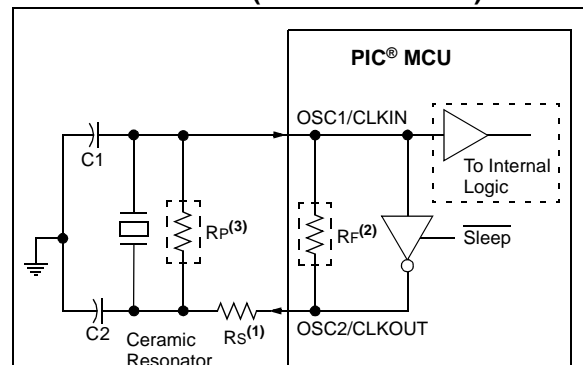 PIC® MCU
OSC1/CLKIN
C1
To Internal
Logic
RP(3)
RF(2)
Sleep
C2
Ceramic
Resonator
RS(1)
OSC2/CLKOUT